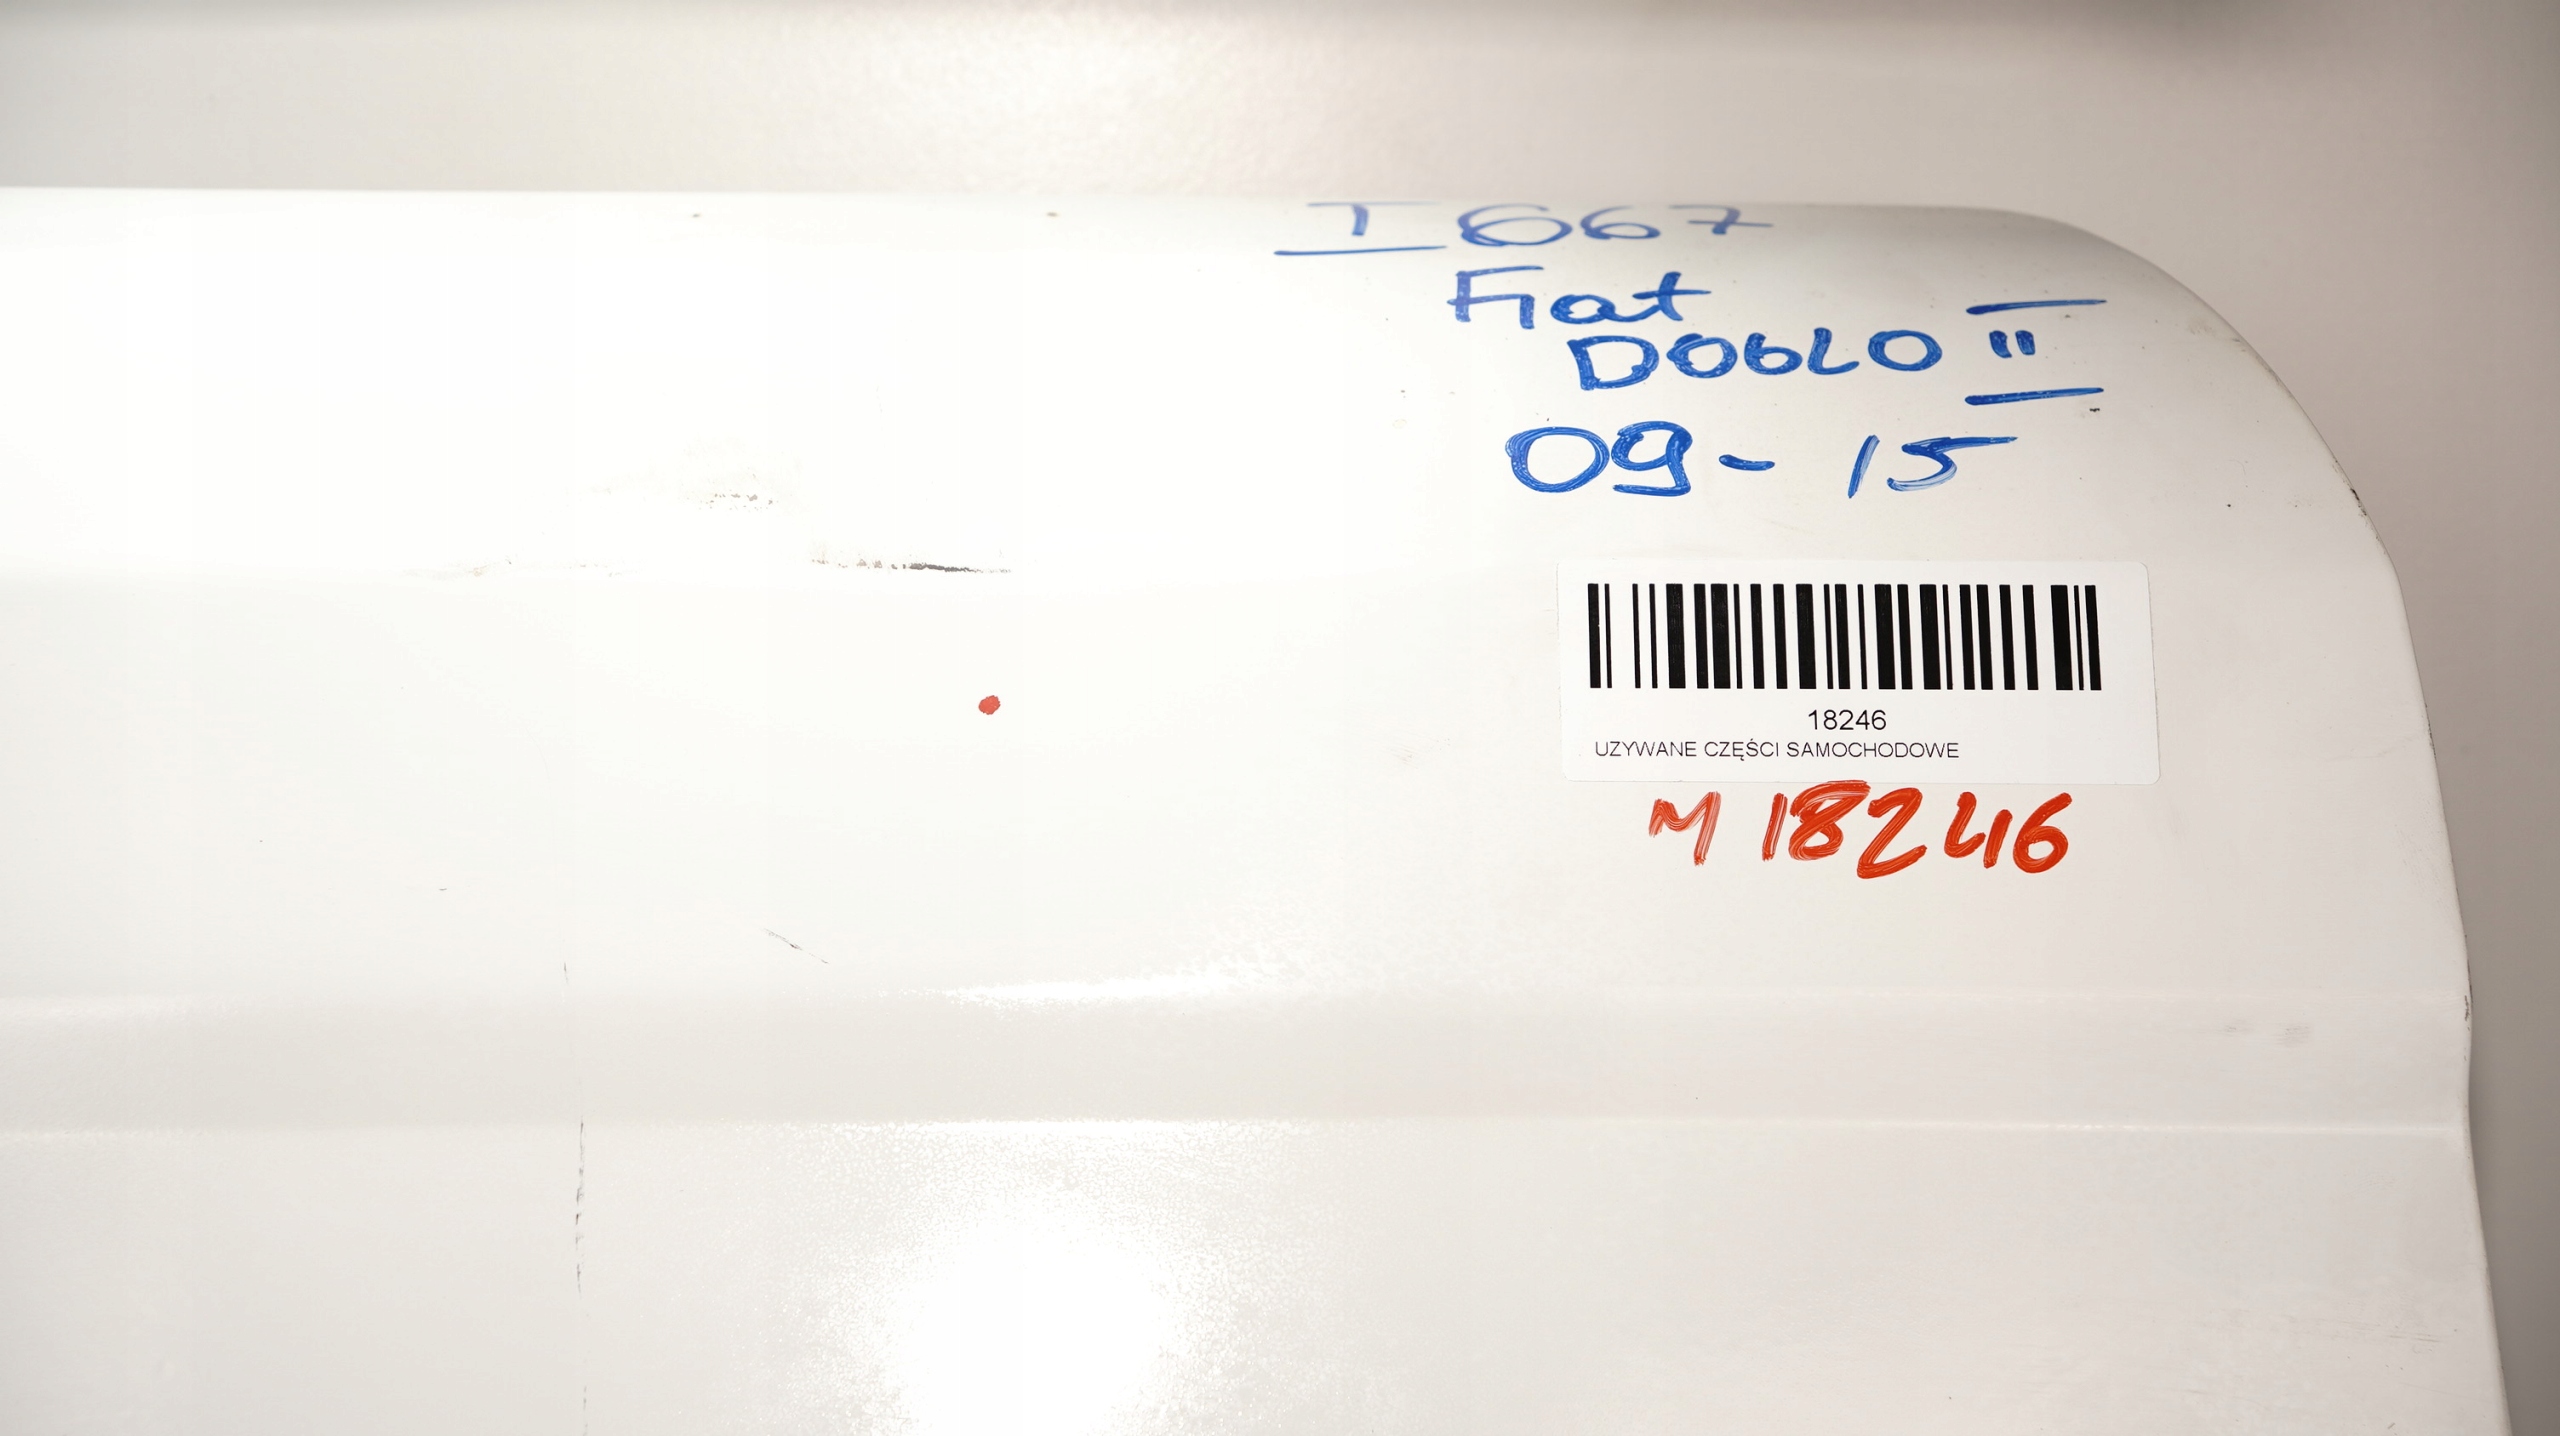 I667
Fiat
DOBLO II
09-15
18246
UZYWANE CZĘŚCI SAMOCHODOWE
M 18246